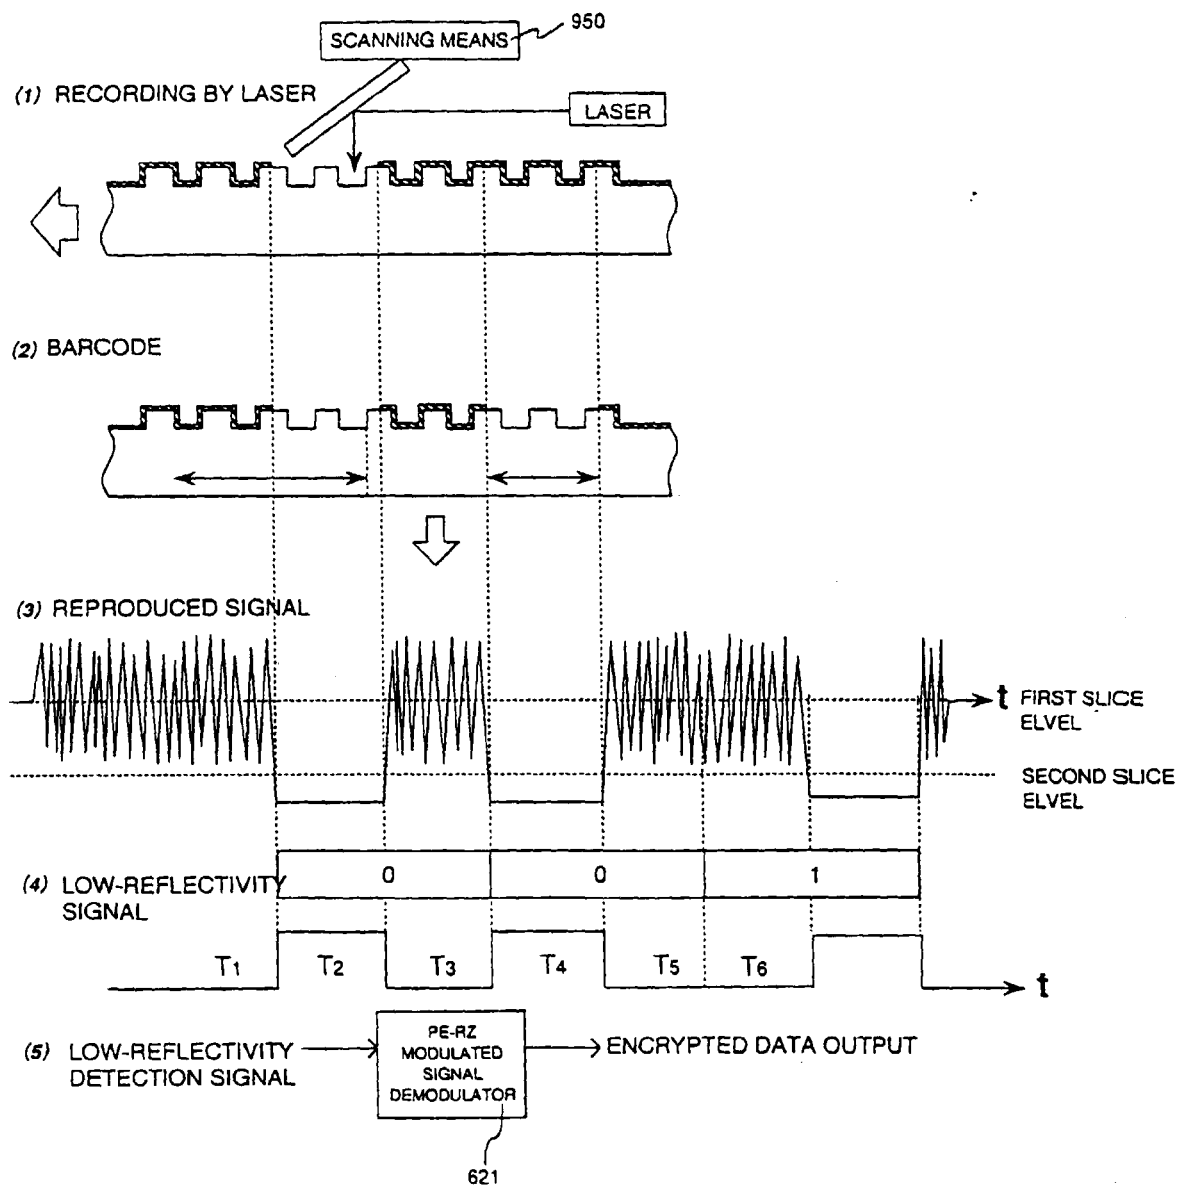 950
SCANNING MEANS
(1) RECORDING BY LASER
LASER
(2) BARCODE
(3) REPRODUCED SIGNAL
t FIRST SLICE
ELVEL
SECOND SLICE
ELVEL
0 0 1
(4) LOW-REFLECTIVITY
SIGNAL
T1 T2 T3 T4 T5 T6
t
(5) LOW-REFLECTIVITY
DETECTION SIGNAL
PE-RZ
MODULATED
SIGNAL
DEMODULATOR
ENCRYPTED DATA OUTPUT
621